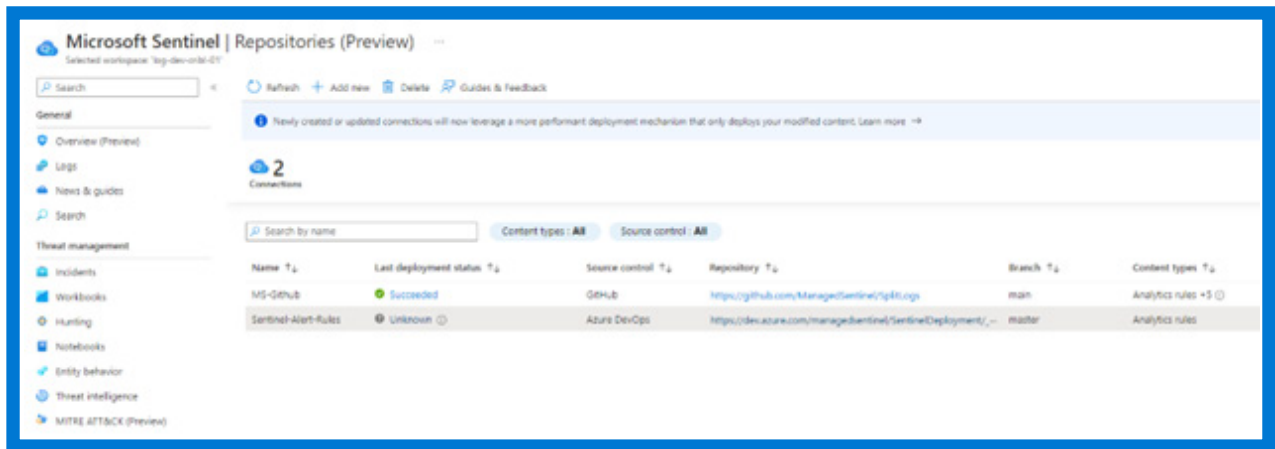 Microsoft Sentinel | Repositories (Preview) ...
Selected workspace:
Search «
Refresh + Add new Delete Guides & Feedback
General
Newly created or updated connections will now leverage a more performant deployment mechanism that only deploys your modified content. Learn more →
Overview (Preview)
Logs
2
Connections
News & guides
Search
Search by name Content types : All Source control : All
Threat management
Name ↑↓ Last deployment status ↑↓ Source control ↑↓ Repository ↑↓ Branch ↑↓ Content types ↑↓
Incidents
MS-Github Succeeded GitHub https://github.com/ManagedSentinel/SplitLogs main Analytics rules +5
Workbooks
Sentinel-Alert-Rules Unknown Azure DevOps https://dev.azure.com/managedsentinel/SentinelDeployment/_... master Analytics rules
Hunting
Notebooks
Entity behavior
Threat intelligence
MITRE ATT&CK (Preview)